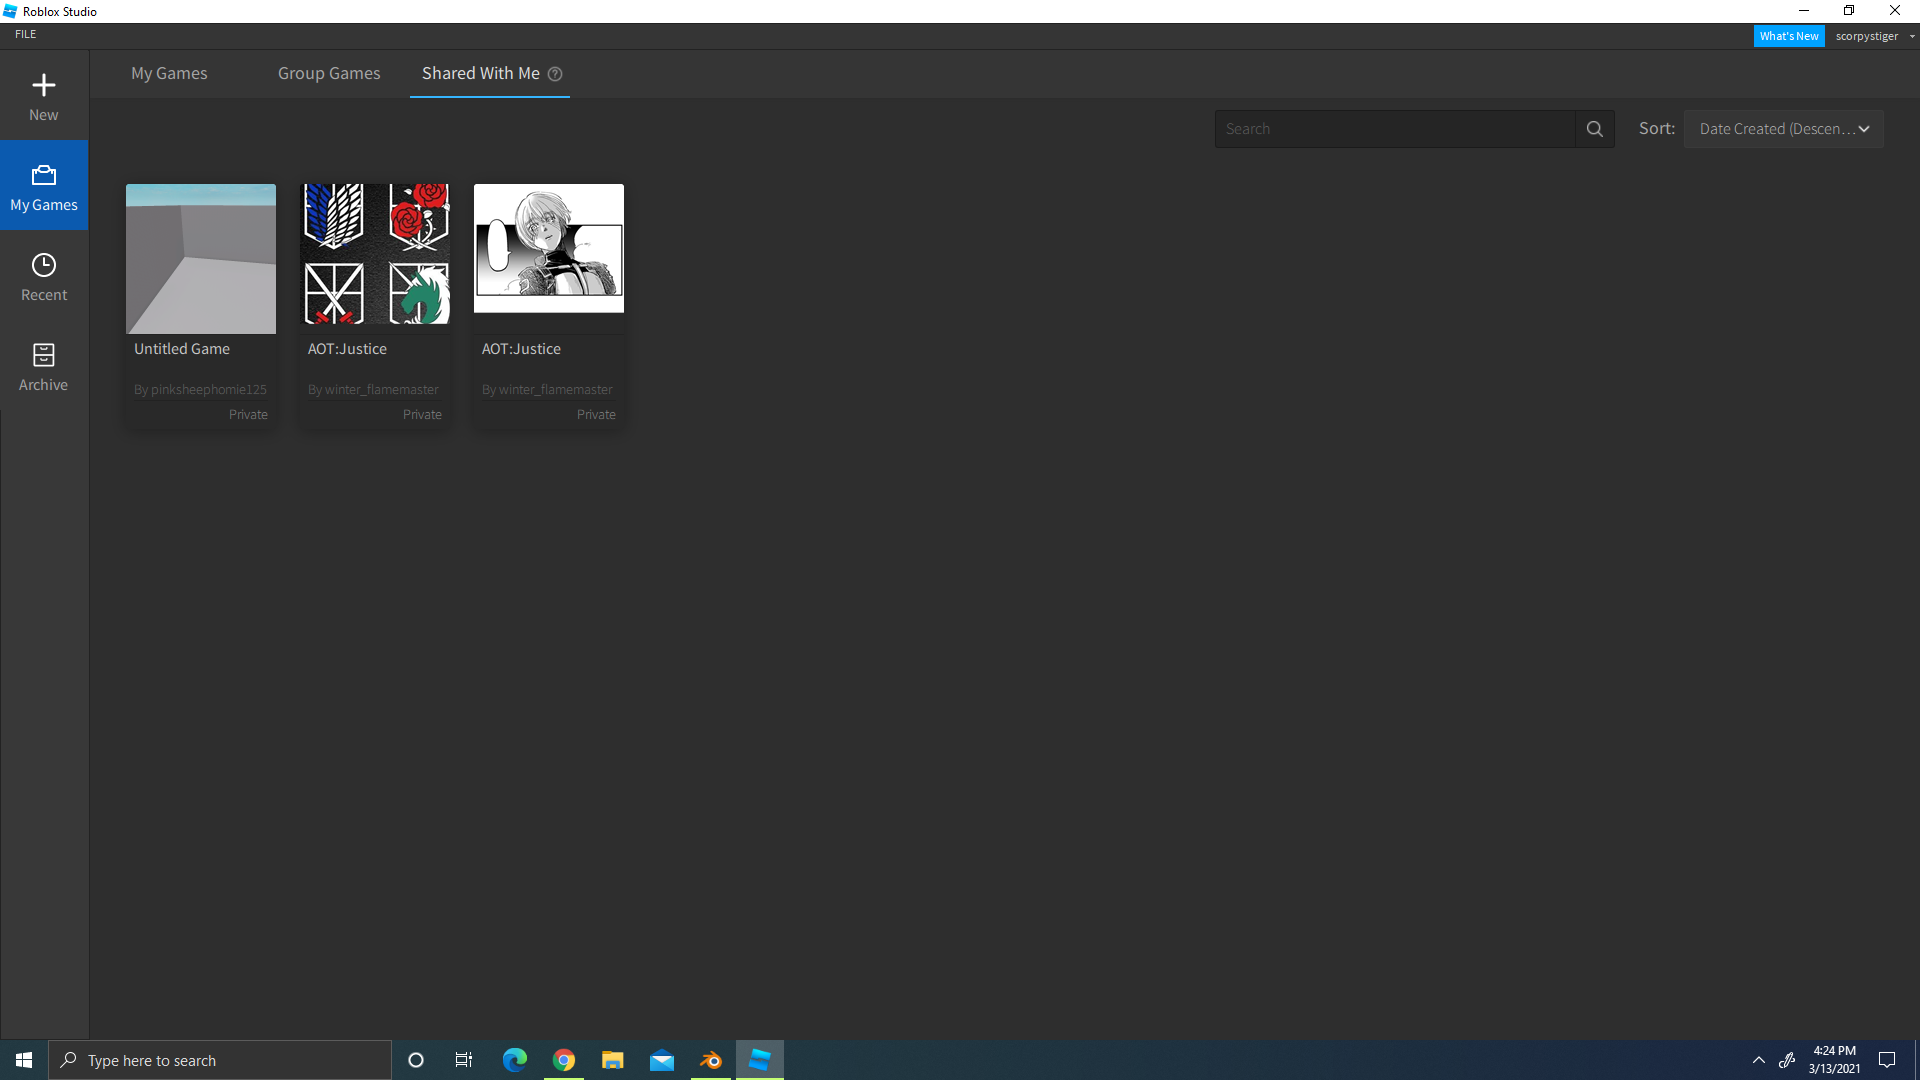 Roblox Studio
FILE
What's New
scorpystiger
New
My Games
Recent
Archive
My Games
Group Games
Shared With Me
Search
Sort:
Date Created (Descen...
Untitled Game
By pinksheephomie125
Private
AOT:Justice
By winter_flamemaster
Private
AOT:Justice
By winter_flamemaster
Private
Type here to search
4:24 PM
3/13/2021